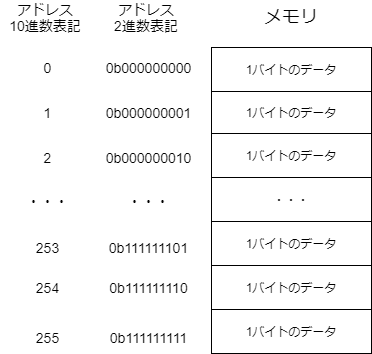 アドレス
10進数表記
アドレス
2進数表記
メモリ
0 0b000000000 1バイトのデータ
1 0b000000001 1バイトのデータ
2 0b000000010 1バイトのデータ
・・・ ・・・ ・・・
253 0b111111101 1バイトのデータ
254 0b111111110 1バイトのデータ
255 0b111111111 1バイトのデータ